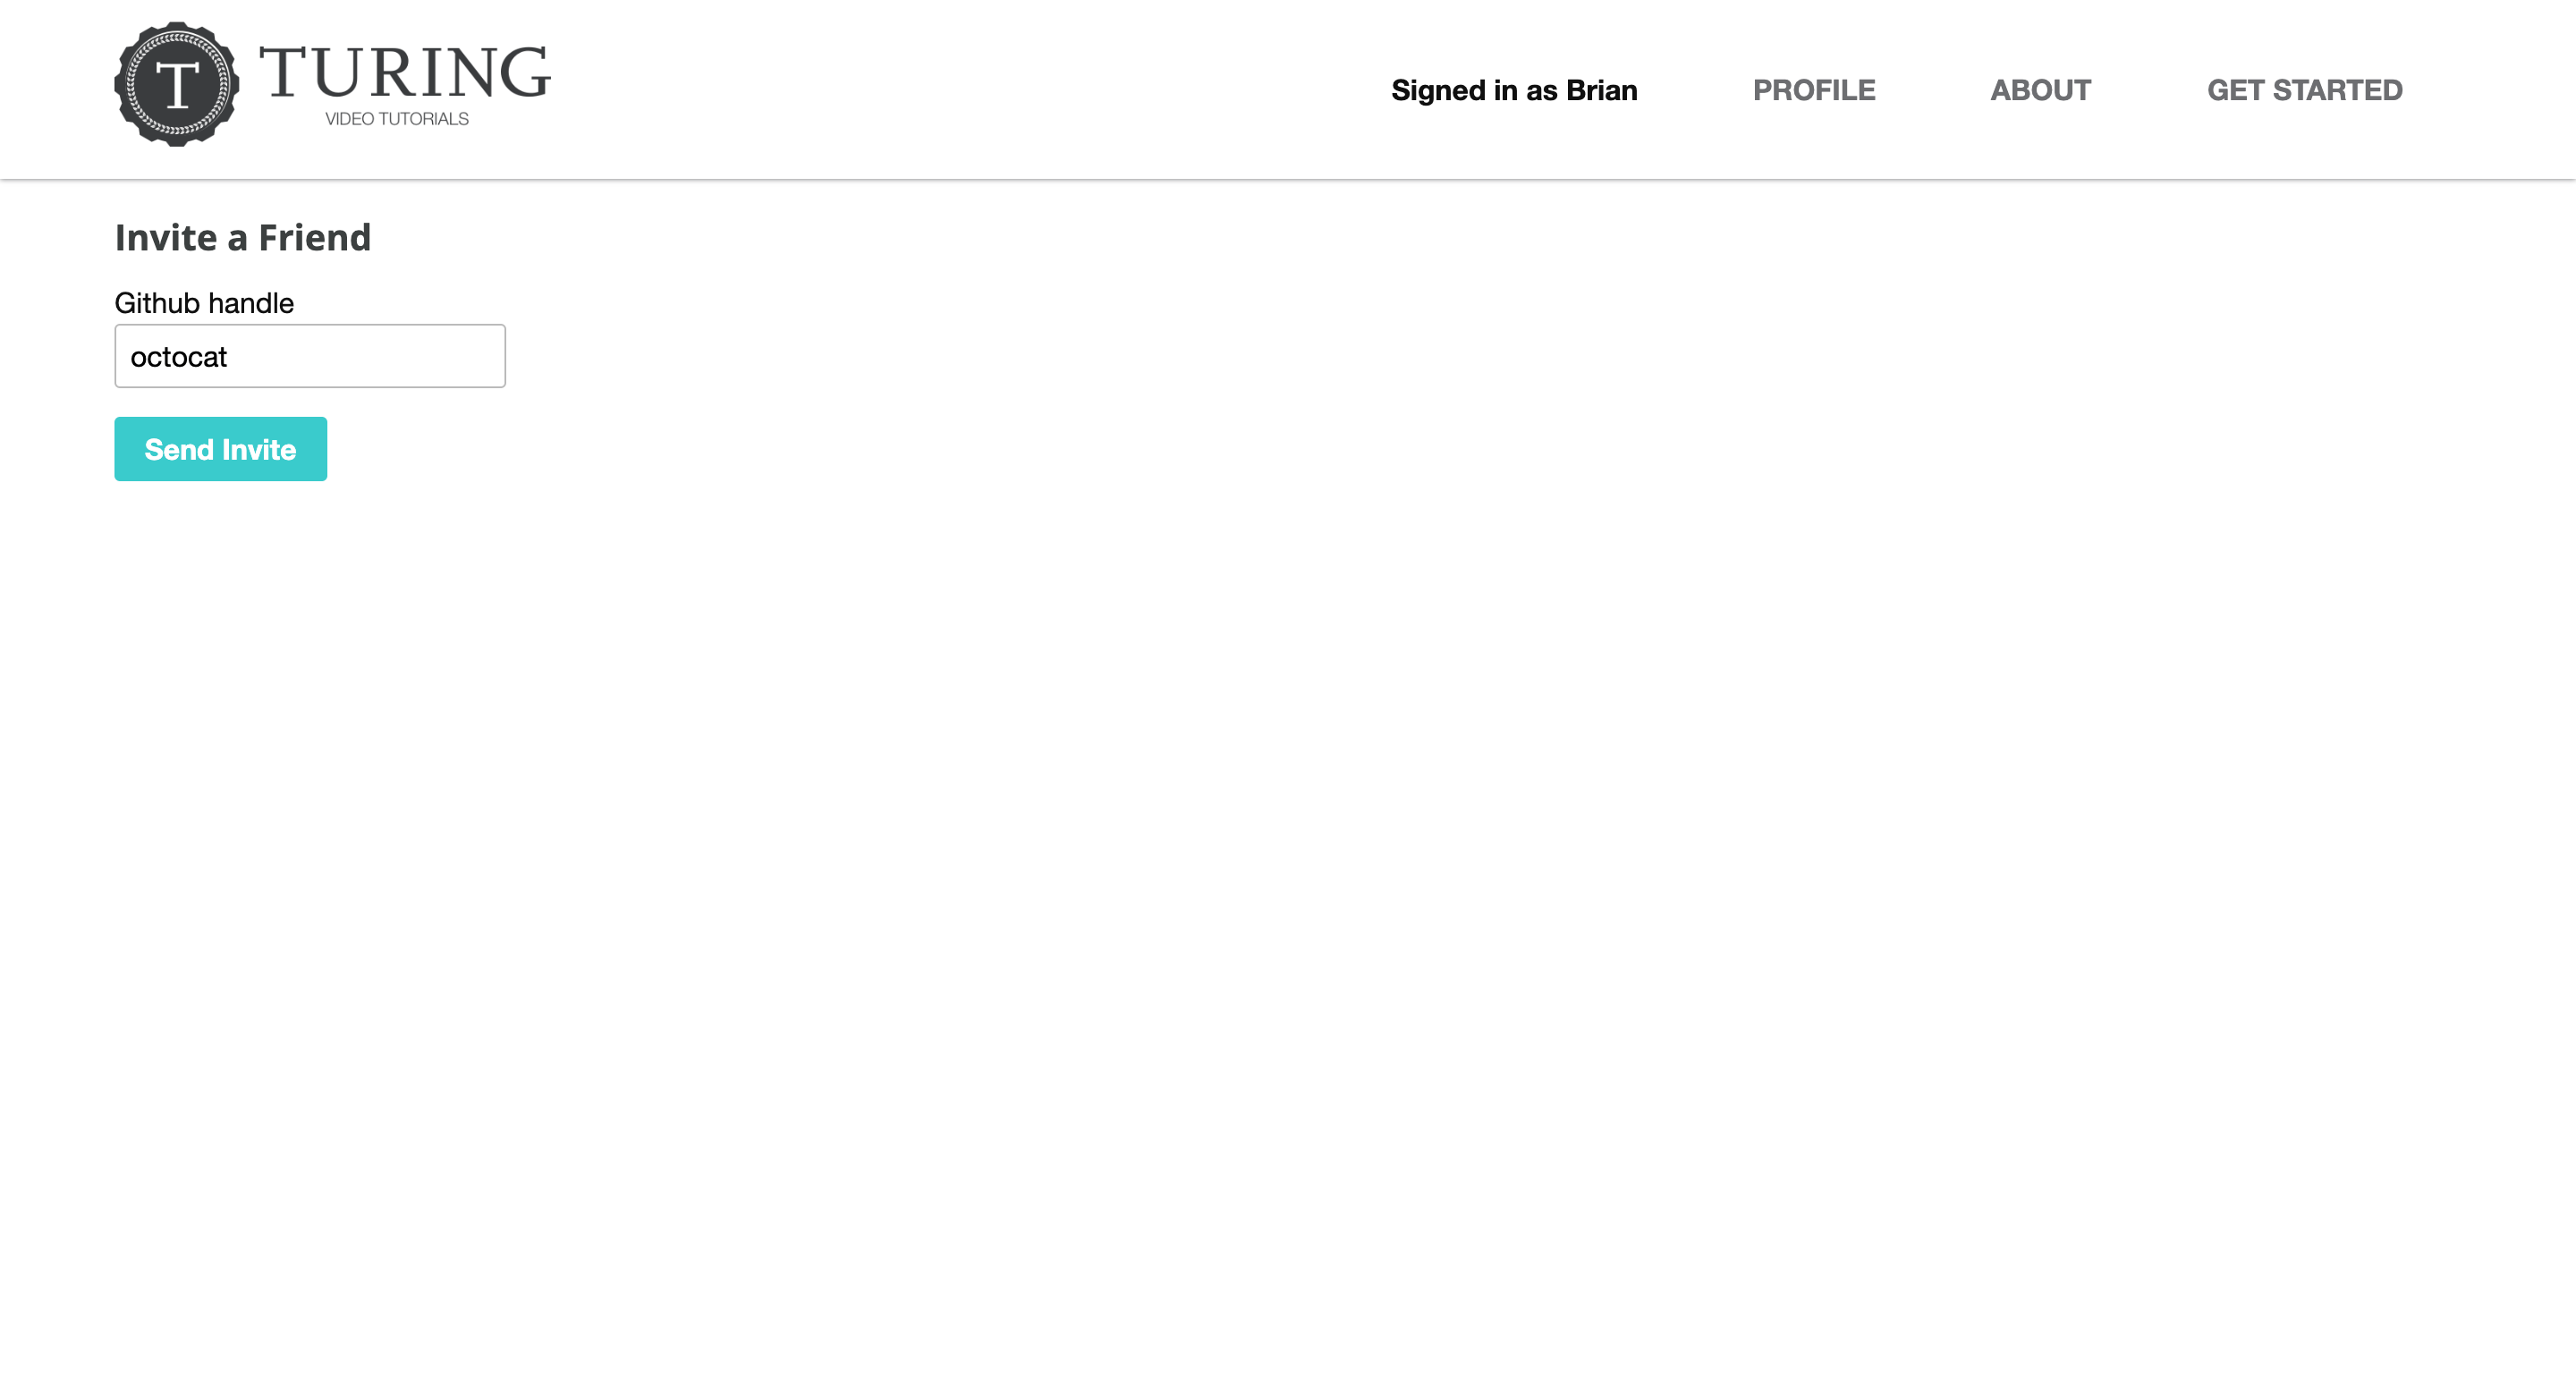 T TURING
VIDEO TUTORIALS
Signed in as Brian PROFILE ABOUT GET STARTED
Invite a Friend
Github handle
octocat
Send Invite